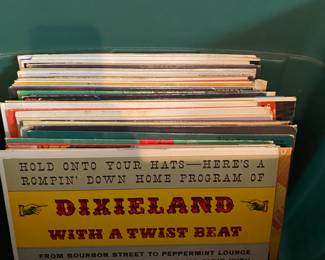 HOLD ONTO YOUR HATS—HERE'S A
ROMPIN' DOWN HOME PROGRAM OF
DIXIELAND
WITH A TWIST BEAT
FROM BOURBON STREET TO PEPPERMINT LOUNGE